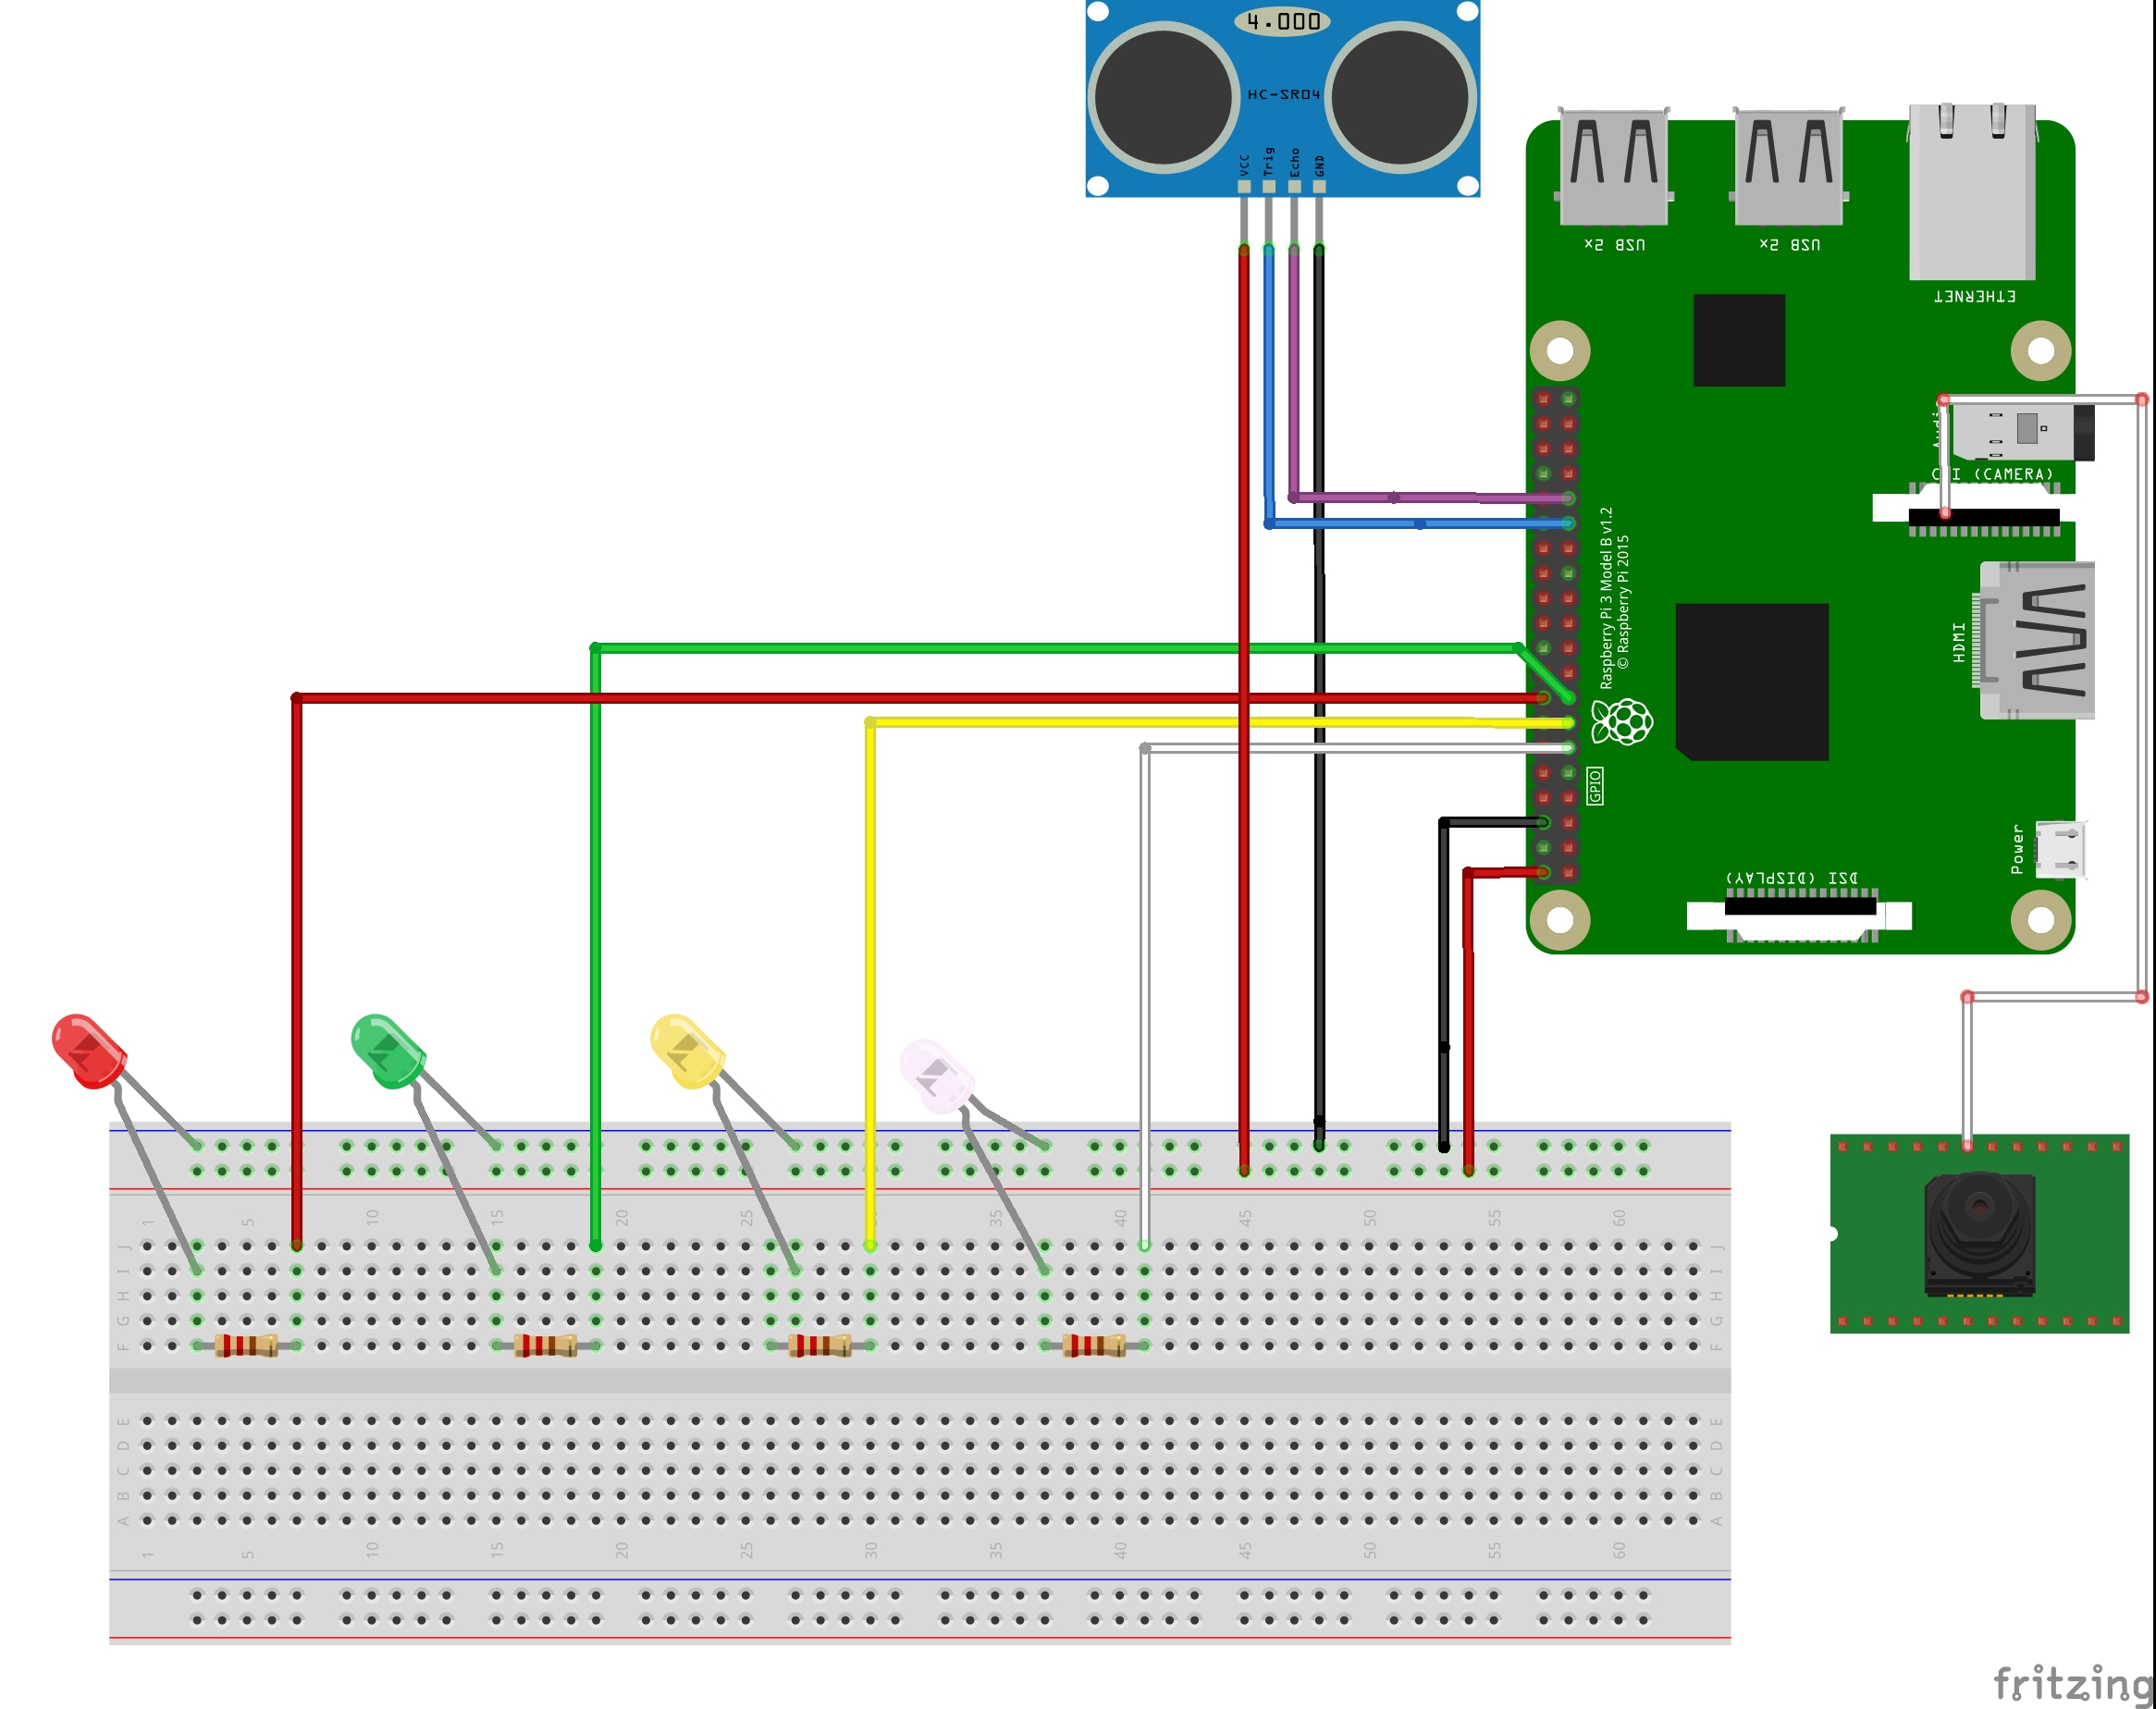 4.000
HC-SR04
VCC
Trig
Echo
GND
USB 2x
USB 2x
ETHERNET
CSI (CAMERA)
Raspberry Pi 3 Model B v1.2
© Raspberry Pi 2015
HDMI
GPIO
Power
DSI (DISPLAY)
1 5 10 15 20 25 35 40 45 50 55 60
J J
I I
H H
G G
F F
E E
D D
C C
B B
A A
1 5 10 15 20 25 30 35 40 45 50 55 60
fritzing